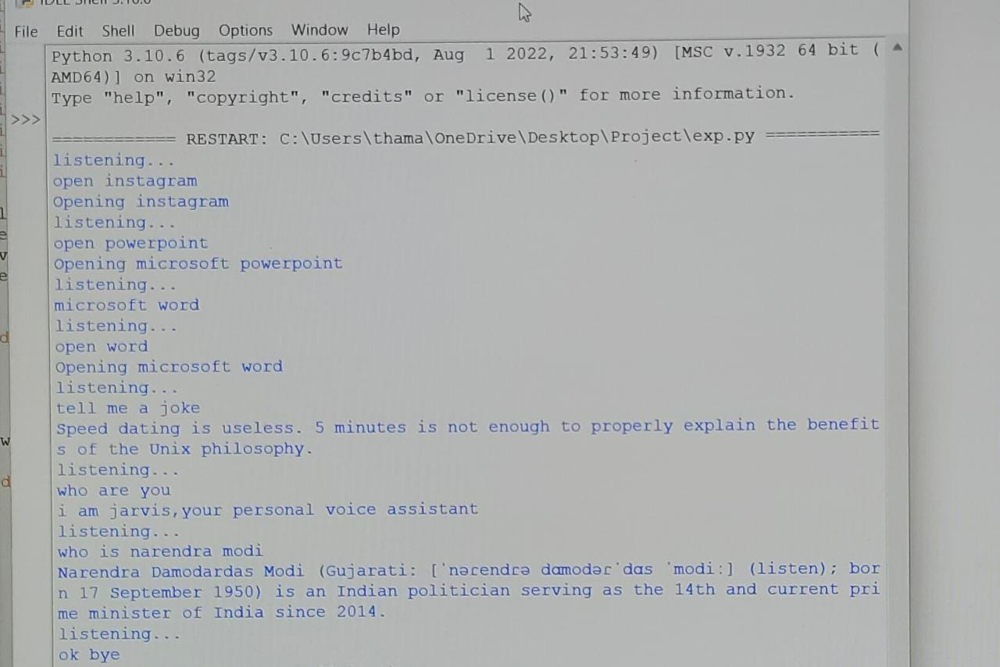 File Edit Shell Debug Options Window Help
Python 3.10.6 (tags/v3.10.6:9c7b4bd, Aug  1 2022, 21:53:49) [MSC v.1932 64 bit (
AMD64)] on win32
Type "help", "copyright", "credits" or "license()" for more information.
>>>
============ RESTART: C:\Users\thama\OneDrive\Desktop\Project\exp.py ===========
listening...
open instagram
Opening instagram
listening...
open powerpoint
Opening microsoft powerpoint
listening...
microsoft word
listening...
open word
Opening microsoft word
listening...
tell me a joke
Speed dating is useless. 5 minutes is not enough to properly explain the benefit
s of the Unix philosophy.
listening...
who are you
i am jarvis,your personal voice assistant
listening...
who is narendra modi
Narendra Damodardas Modi (Gujarati: [ˈnəɾendɾə dɑmodəɾˈdɑs ˈmodiː] (listen); bor
n 17 September 1950) is an Indian politician serving as the 14th and current pri
me minister of India since 2014.
listening...
ok bye